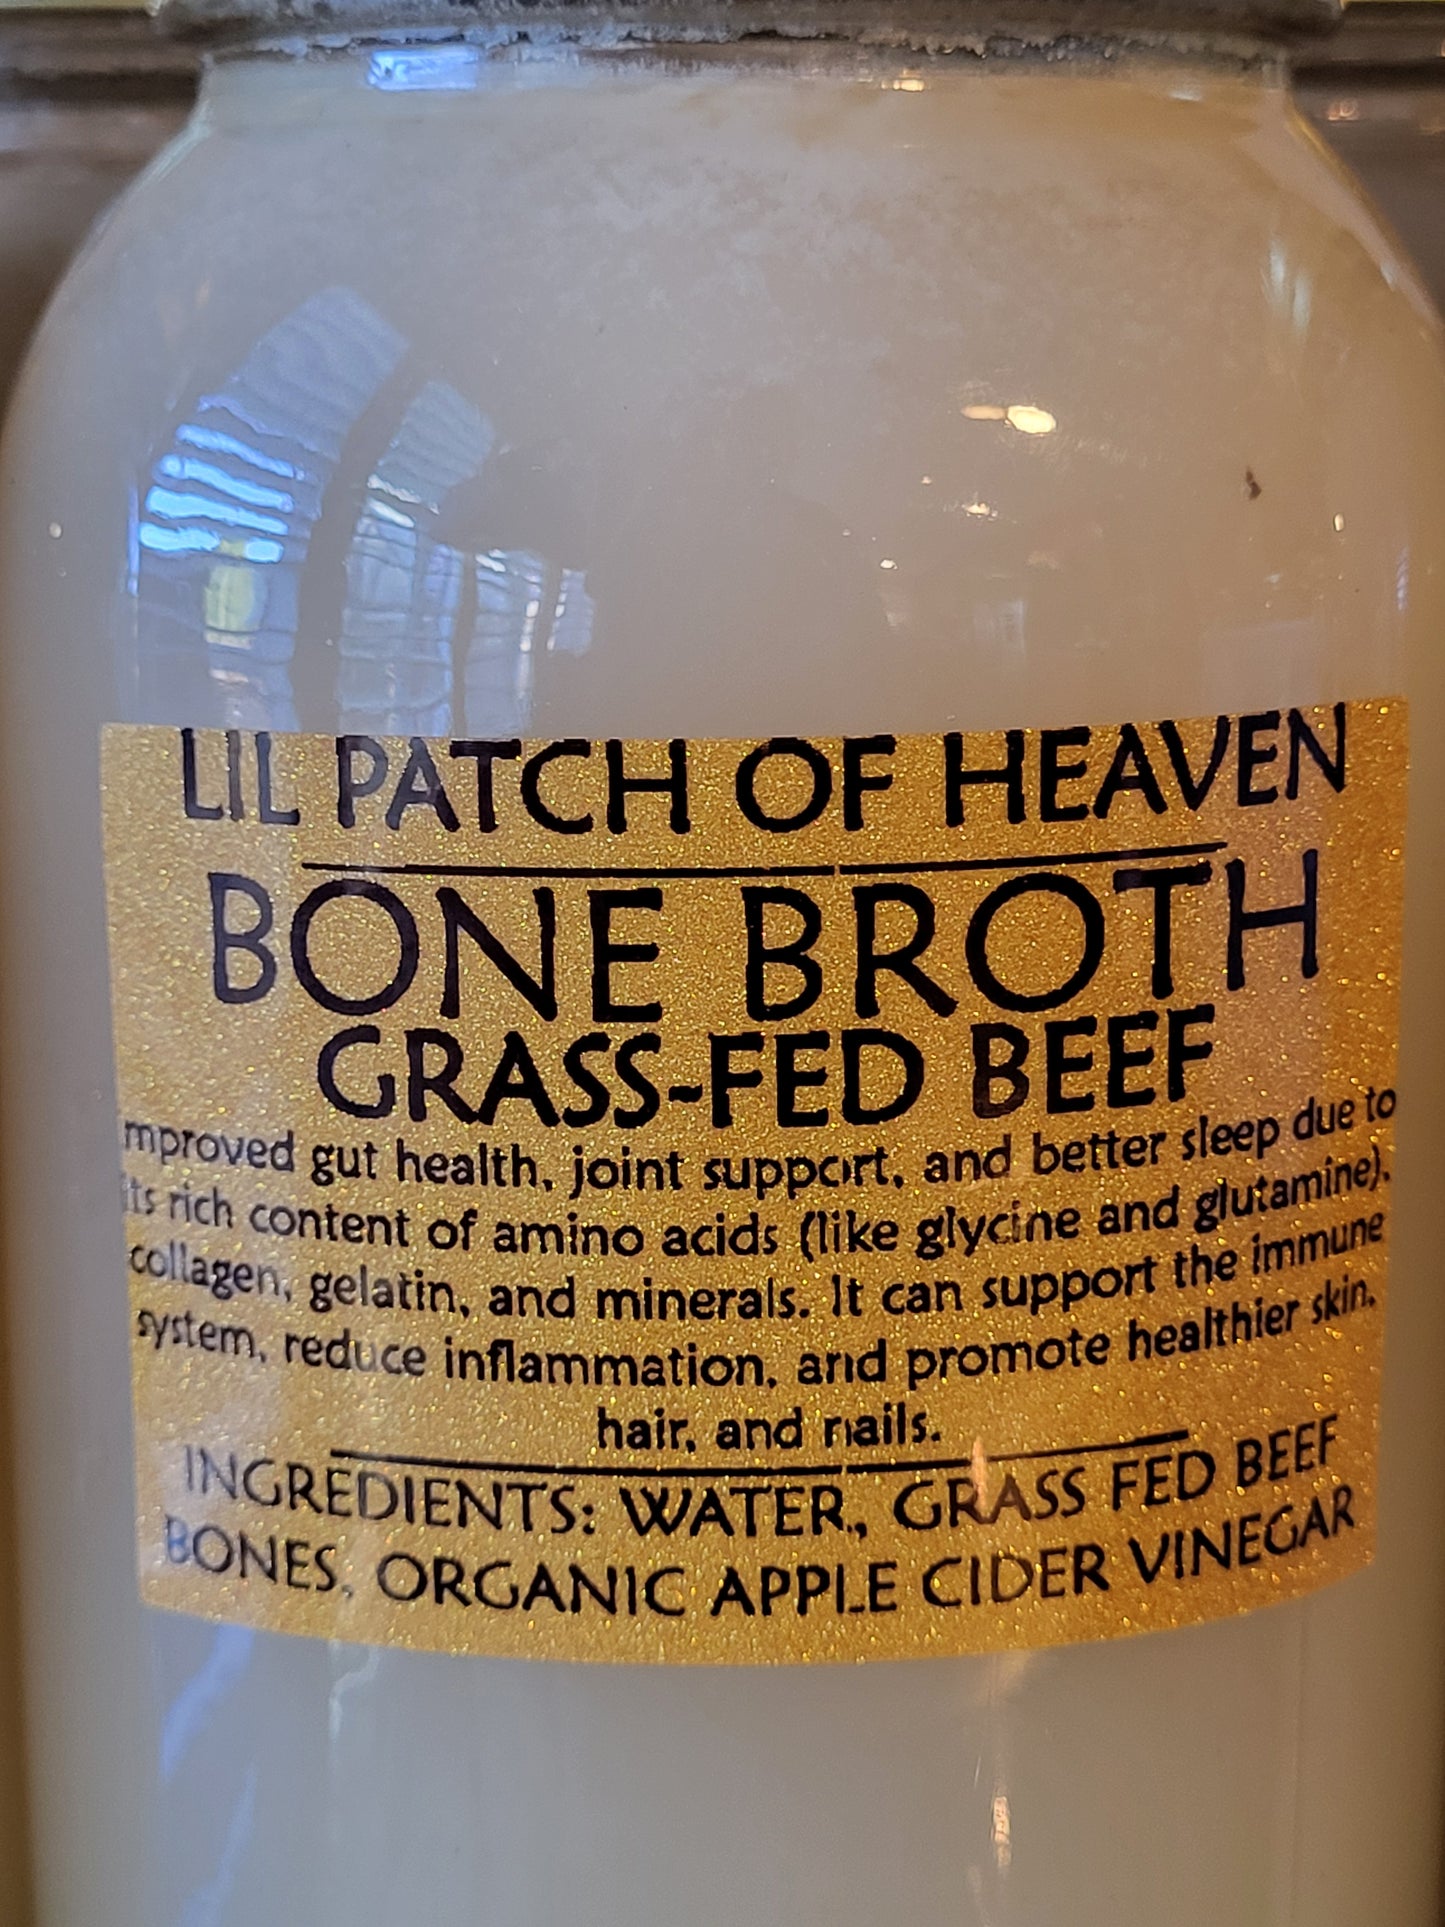 LIL PATCH OF HEAVEN
BONE BROTH
GRASS-FED BEEF
mproved gut health, joint support, and better sleep due to
its rich content of amino acids (like glycine and glutamine),
collagen, gelatin, and minerals. It can support the immune
system, reduce inflammation, and promote healthier skin,
hair, and nails.
INGREDIENTS: WATER, GRASS FED BEEF
BONES, ORGANIC APPLE CIDER VINEGAR